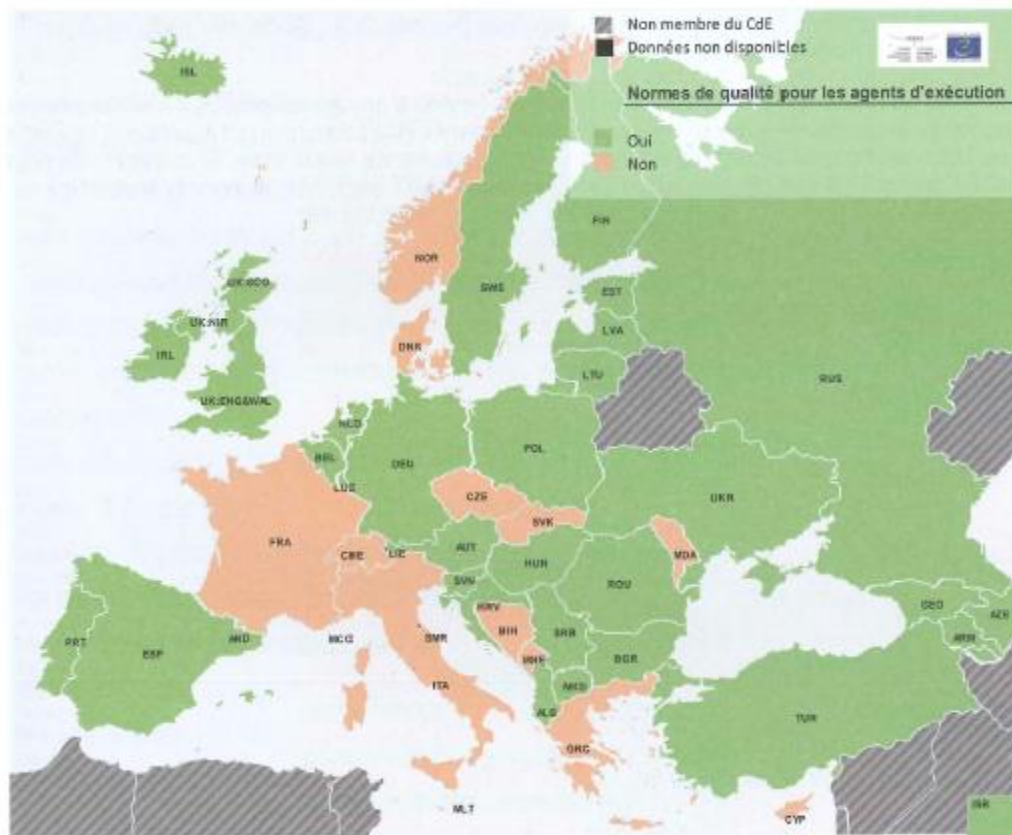 Non membre du CdE
Données non disponibles
Normes de qualité pour les agents d'exécution
Oui
Non
ISL
FIN
NOR
SWE
UK:SCO
EST
UK:NIR
LVA
DNK
IRL
LTU
RUS
UK:ENG&WAL
NLD
POL
BEL
DEU
LUX
CZE
UKR
SVK
FRA
MDA
CHE
LIE
AUT
HUN
ROU
SVN
GEO
HRV
AZE
BIH
SRB
PRT
AND
MCO
SMR
ARM
ESP
MNE
BGR
MKD
ITA
ALB
TUR
GRC
ISR
MLT
CYP